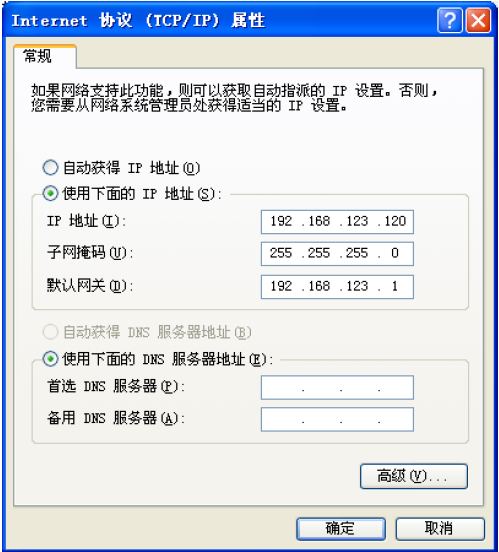 Internet 协议 (TCP/IP) 属性
常规
如果网络支持此功能，则可以获取自动指派的 IP 设置。否则，
您需要从网络系统管理员处获得适当的 IP 设置。
自动获得 IP 地址(O)
使用下面的 IP 地址(S):
IP 地址(I): 192 .168 .123 .120
子网掩码(U): 255 .255 .255 . 0
默认网关(D): 192 .168 .123 . 1
自动获得 DNS 服务器地址(B)
使用下面的 DNS 服务器地址(E):
首选 DNS 服务器(P): . . .
备用 DNS 服务器(A): . . .
高级(V)...
确定 取消